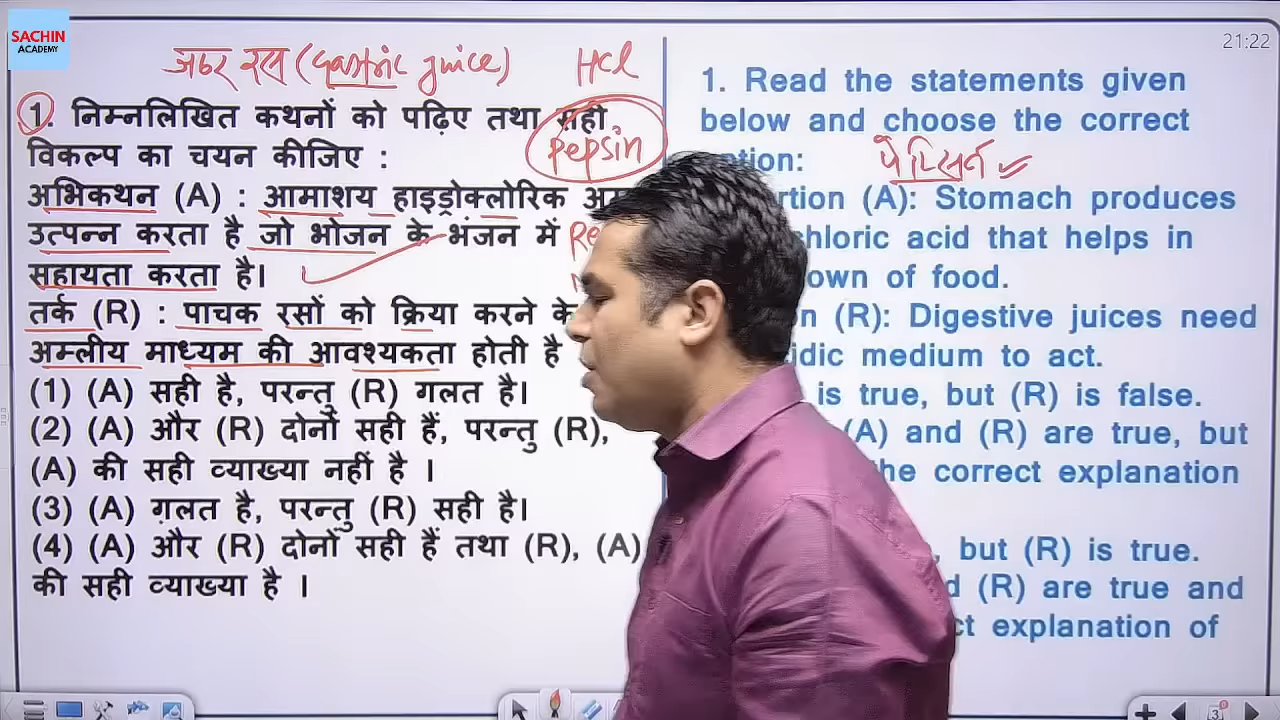 SACHIN
ACADEMY
21:22
जठर रस (Gastric juice) HCl
pepsin
1. निम्नलिखित कथनों को पढ़िए तथा सही
विकल्प का चयन कीजिए :
अभिकथन (A) : आमाशय हाइड्रोक्लोरिक
उत्पन्न करता है जो भोजन के भंजन में
सहायता करता है।
तर्क (R) : पाचक रसों को क्रिया करने के
अम्लीय माध्यम की आवश्यकता होती है
(1) (A) सही है, परन्तु (R) गलत है।
(2) (A) और (R) दोनों सही हैं, परन्तु (R),
(A) की सही व्याख्या नहीं है ।
(3) (A) ग़लत है, परन्तु (R) सही है।
(4) (A) और (R) दोनों सही हैं तथा (R), (A)
की सही व्याख्या है ।
1. Read the statements given
below and choose the correct
(A): Stomach produces
acid that helps in
of food.
(R): Digestive juices need
medium to act.
is true, but (R) is false.
(A) and (R) are true, but
the correct explanation
but (R) is true.
(R) are true and
explanation of